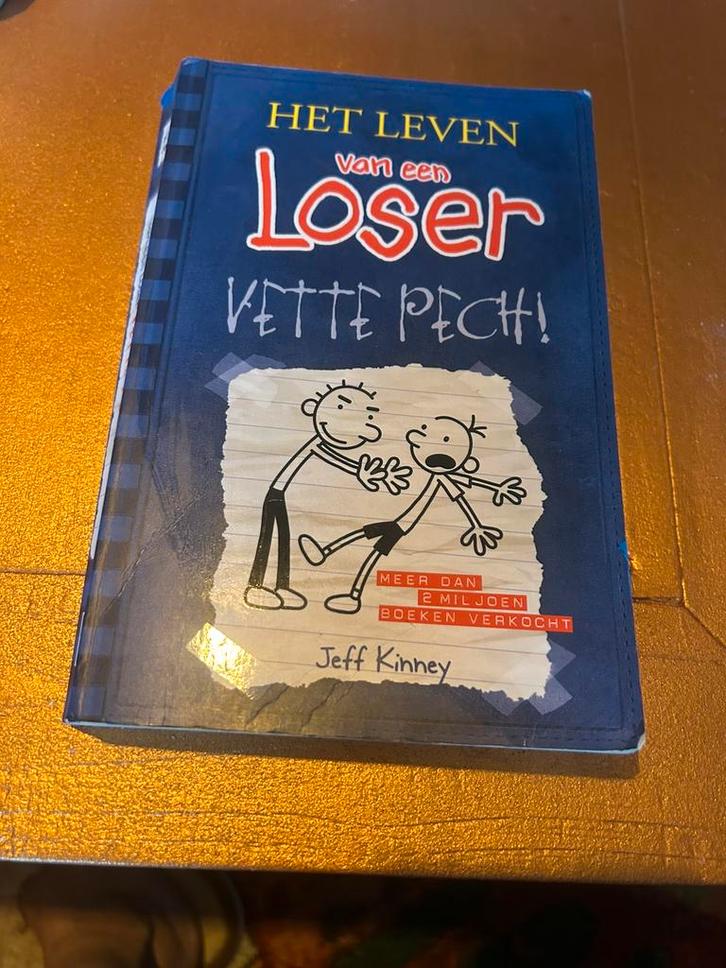 HET LEVEN
van een
Loser
VETTE PECH!
MEER DAN
2 MILJOEN
BOEKEN VERKOCHT
Jeff Kinney